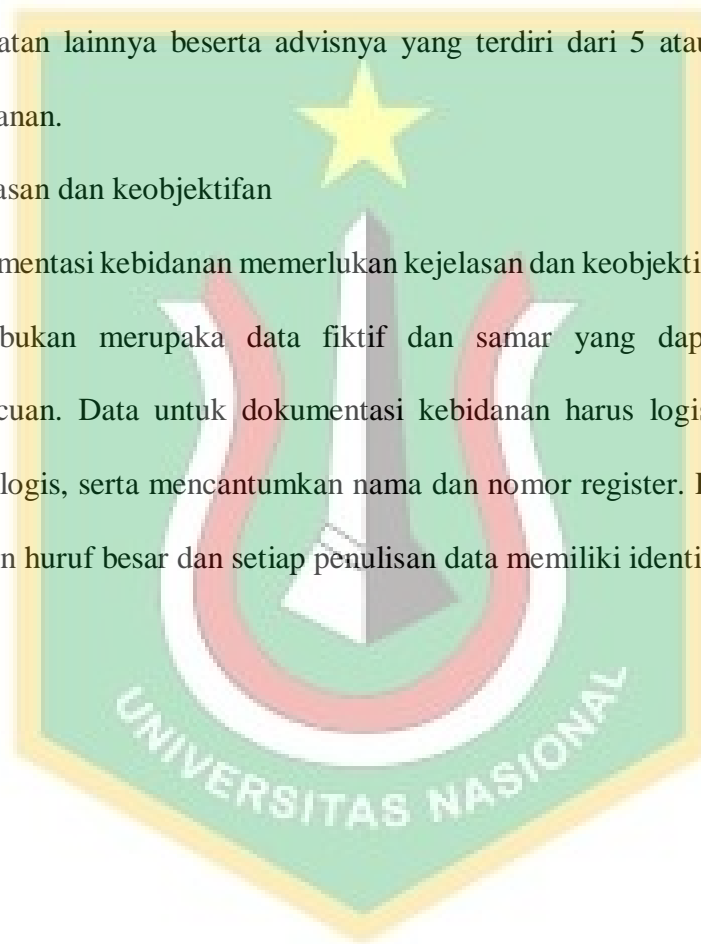 atan lainnya beserta advisnya yang terdiri dari 5 atau
anan.
asan dan keobjektifan
mentasi kebidanan memerlukan kejelasan dan keobjekti
bukan merupaka data fiktif dan samar yang dap
cuan. Data untuk dokumentasi kebidanan harus logis
logis, serta mencantumkan nama dan nomor register.
n huruf besar dan setiap penulisan data memiliki identi
UNIVERSITAS NASIONAL